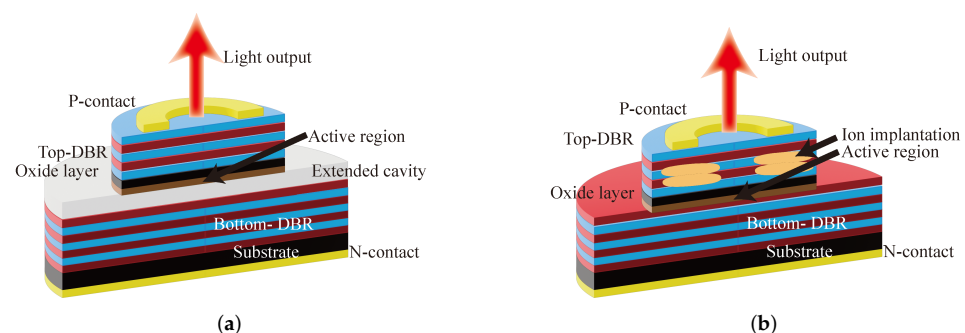 Light output
P-contact
Active region
Top-DBR
Oxide layer
Extended cavity
Bottom- DBR
Substrate
N-contact
(a)
Light output
P-contact
Ion implantation
Top-DBR
Active region
Oxide layer
Bottom- DBR
Substrate
N-contact
(b)